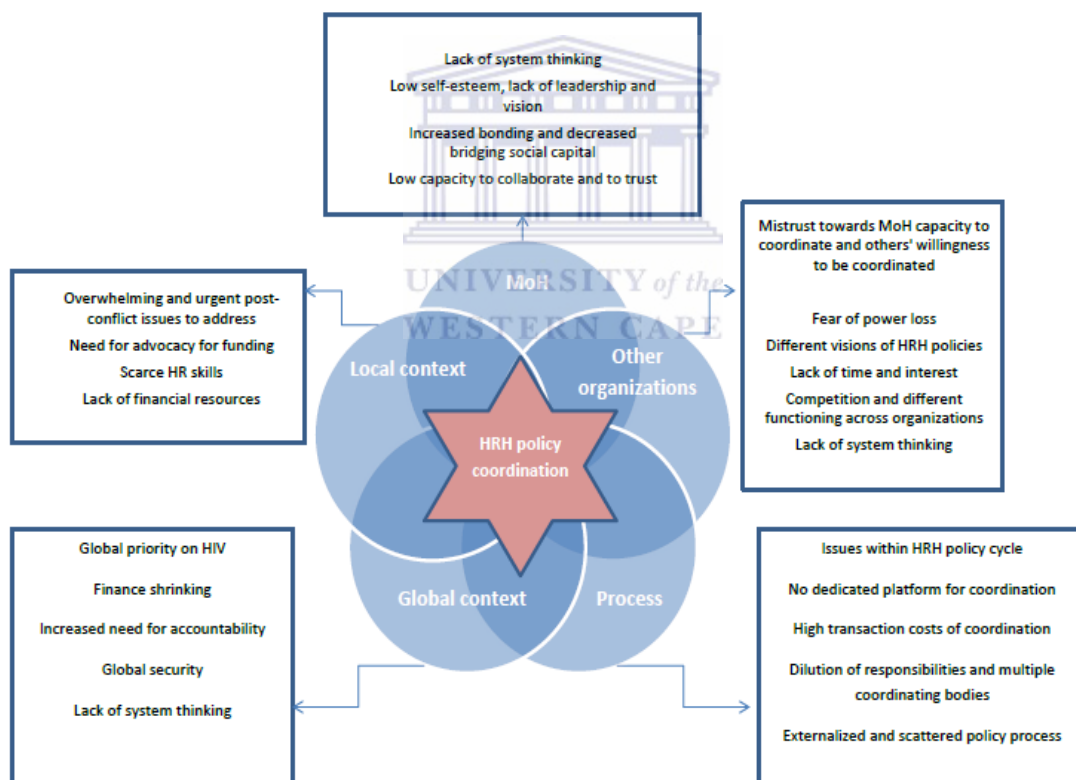 Lack of system thinking
Low self-esteem, lack of leadership and
vision
Increased bonding and decreased
bridging social capital
Low capacity to collaborate and to trust
Mistrust towards MoH capacity to
coordinate and others' willingness
to be coordinated
Fear of power loss
Different visions of HRH policies
Lack of time and interest
Competition and different
functioning across organizations
Lack of system thinking
Overwhelming and urgent post-
conflict issues to address
Need for advocacy for funding
Scarce HR skills
Lack of financial resources
UNIVERSITY of the
WESTERN CAPE
MoH
Local context
Other
organizations
HRH policy
coordination
Global context
Process
Global priority on HIV
Finance shrinking
Increased need for accountability
Global security
Lack of system thinking
Issues within HRH policy cycle
No dedicated platform for coordination
High transaction costs of coordination
Dilution of responsibilities and multiple
coordinating bodies
Externalized and scattered policy process